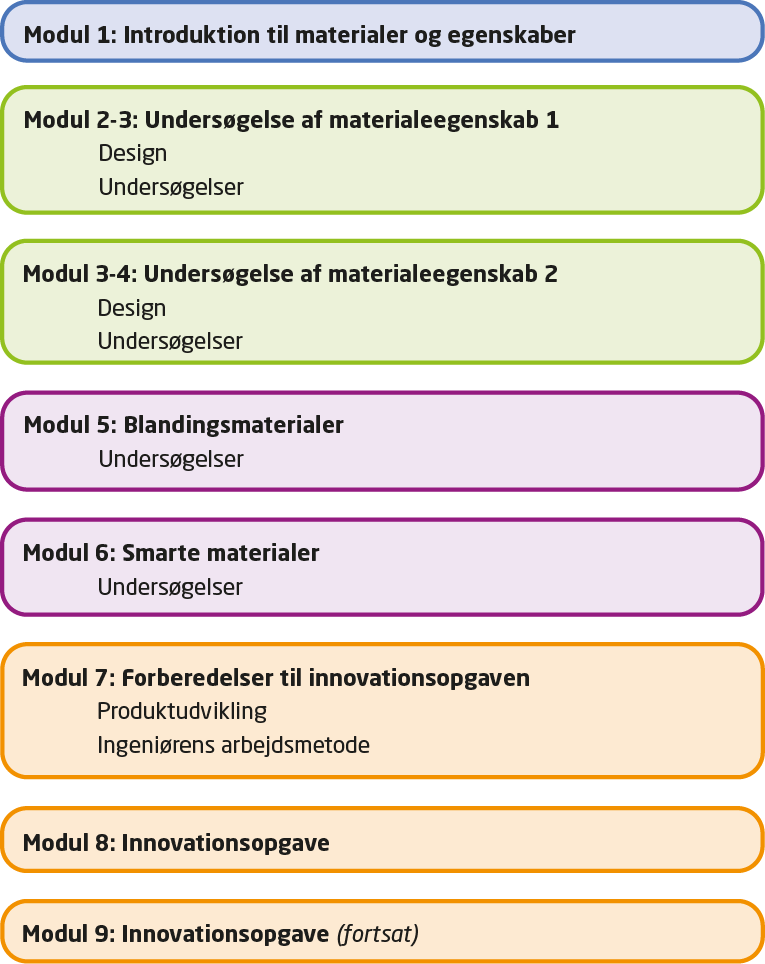 Modul 1: Introduktion til materialer og egenskaber
Modul 2-3: Undersøgelse af materialeegenskab 1
Design
Undersøgelser
Modul 3-4: Undersøgelse af materialeegenskab 2
Design
Undersøgelser
Modul 5: Blandingsmaterialer
Undersøgelser
Modul 6: Smarte materialer
Undersøgelser
Modul 7: Forberedelser til innovationsopgaven
Produktudvikling
Ingeniørens arbejdsmetode
Modul 8: Innovationsopgave
Modul 9: Innovationsopgave (fortsat)